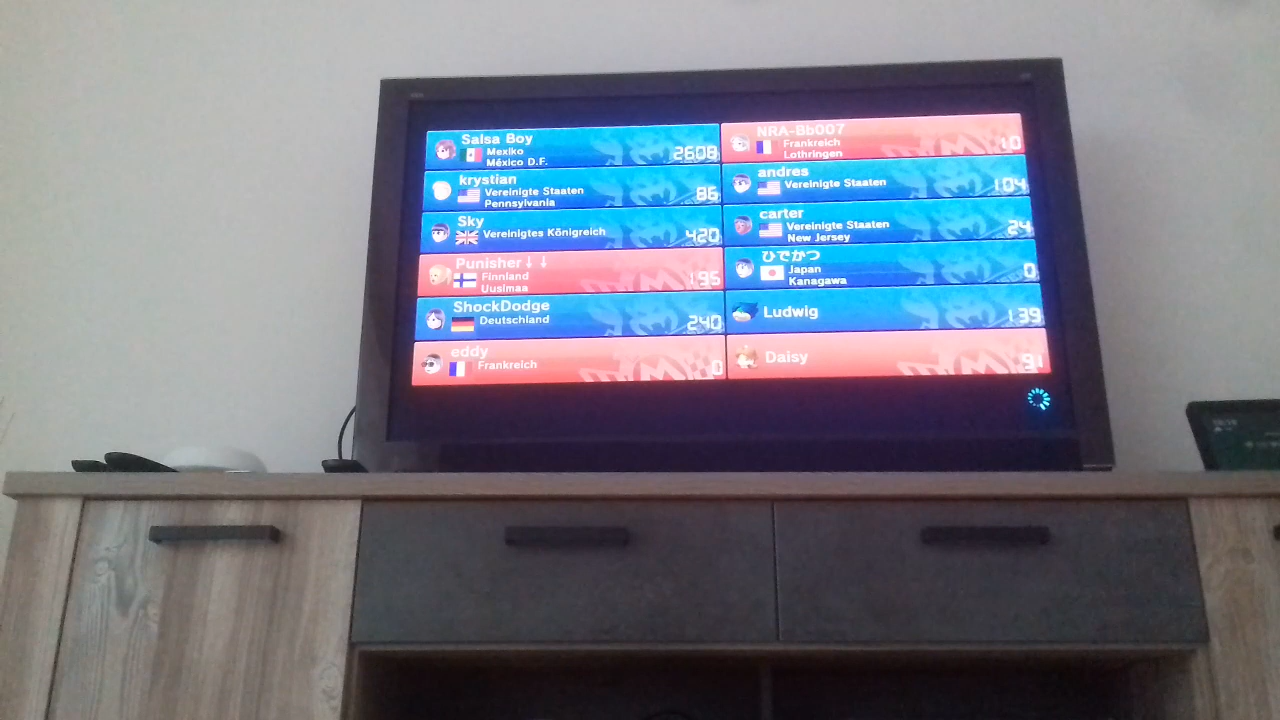 Salsa Boy
Mexiko
México D.F.
2608
krystian
Vereinigte Staaten
Pennsylvania
86
Sky
Vereinigtes Königreich
420
Punisher↓↓
Finnland
Uusimaa
195
ShockDodge
Deutschland
240
eddy
Frankreich
0
NRA-Bb007
Frankreich
Lothringen
10
andres
Vereinigte Staaten
104
carter
Vereinigte Staaten
New Jersey
24
ひでかつ
Japan
Kanagawa
0
Ludwig
139
Daisy
91